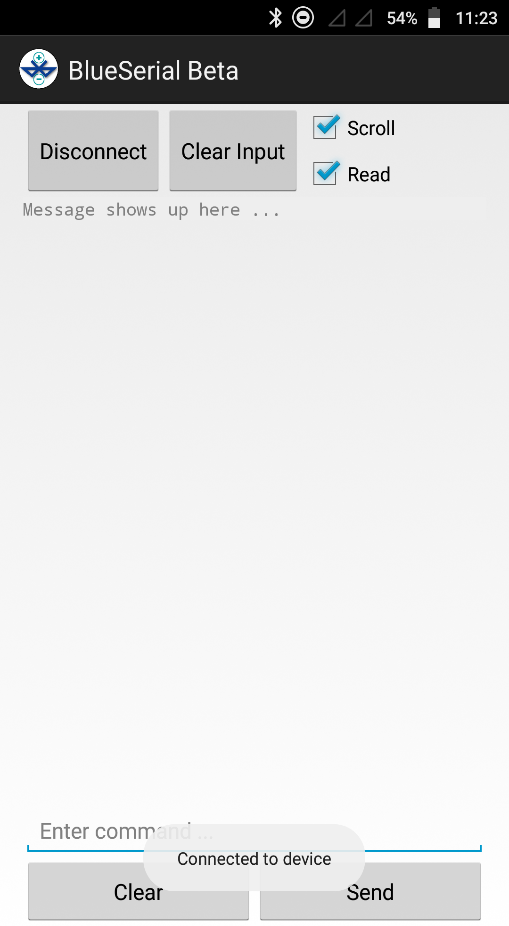 54% 11:23
BlueSerial Beta
Disconnect Clear Input Scroll
Read
Message shows up here ...
Enter command ...
Connected to device
Clear Send